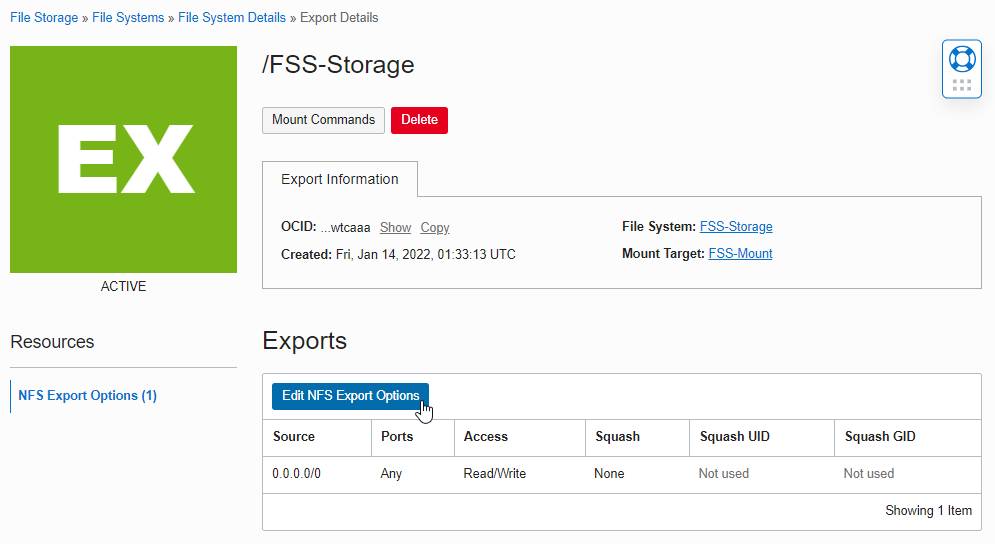 File Storage » File Systems » File System Details » Export Details
EX
ACTIVE
/FSS-Storage
Mount Commands Delete
Export Information
OCID: ...wtcaaa Show Copy
Created: Fri, Jan 14, 2022, 01:33:13 UTC
File System: FSS-Storage
Mount Target: FSS-Mount
Resources
NFS Export Options (1)
Exports
Edit NFS Export Options
Source Ports Access Squash Squash UID Squash GID
0.0.0.0/0 Any Read/Write None Not used Not used
Showing 1 Item